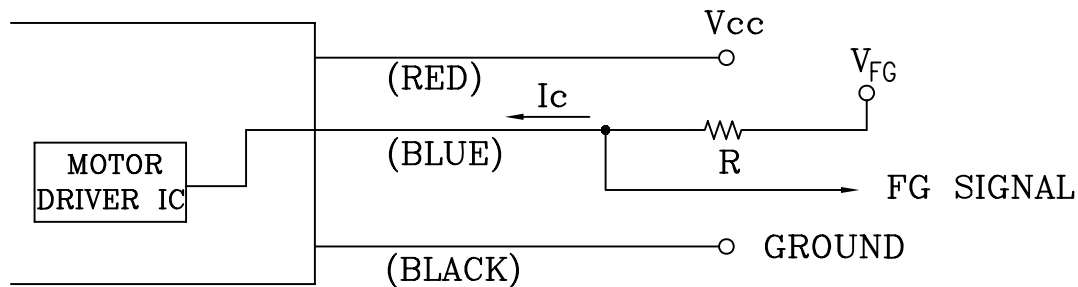 Vcc
(RED)
VFG
Ic
(BLUE)
R
MOTOR
DRIVER IC
FG SIGNAL
(BLACK)
GROUND